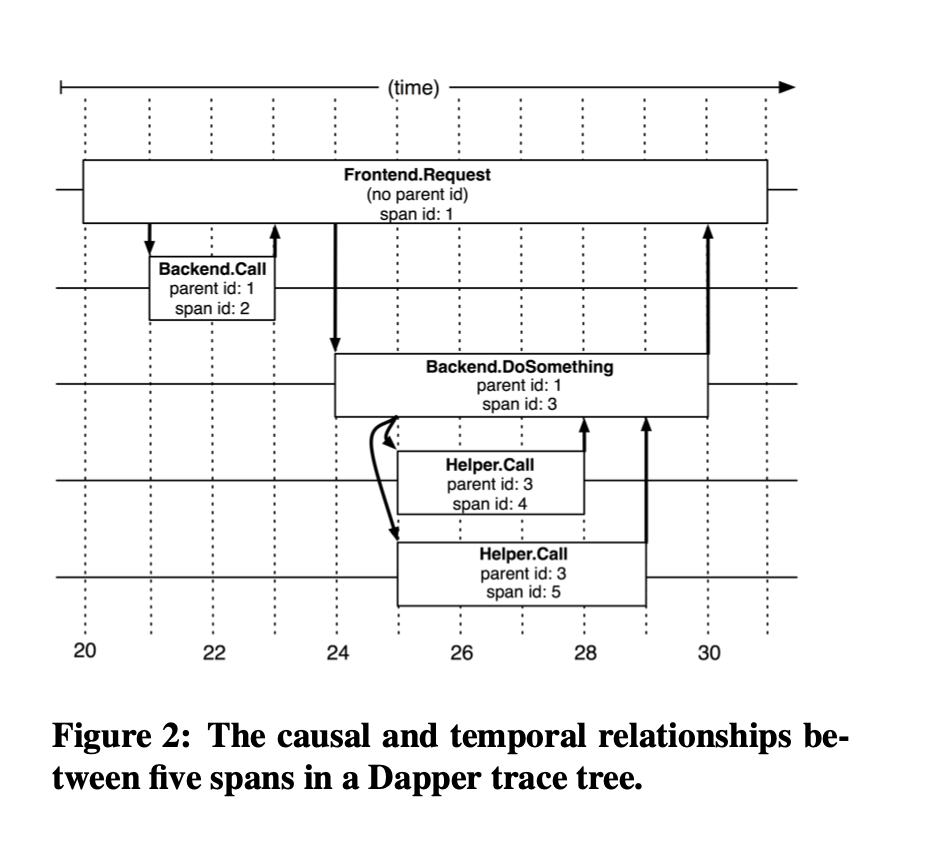 (time)
Frontend.Request
(no parent id)
span id: 1
Backend.Call
parent id: 1
span id: 2
Backend.DoSomething
parent id: 1
span id: 3
Helper.Call
parent id: 3
span id: 4
Helper.Call
parent id: 3
span id: 5
20 22 24 26 28 30
Figure 2: The causal and temporal relationships be-
tween five spans in a Dapper trace tree.